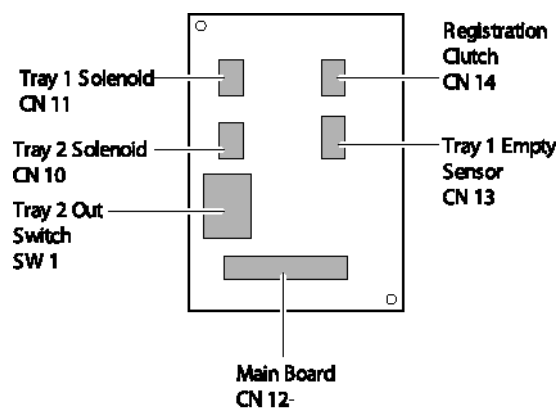 Tray 1 Solenoid
CN 11
Tray 2 Solenoid
CN 10
Tray 2 Out
Switch
SW 1
Registration
Clutch
CN 14
Tray 1 Empty
Sensor
CN 13
Main Board
CN 12-